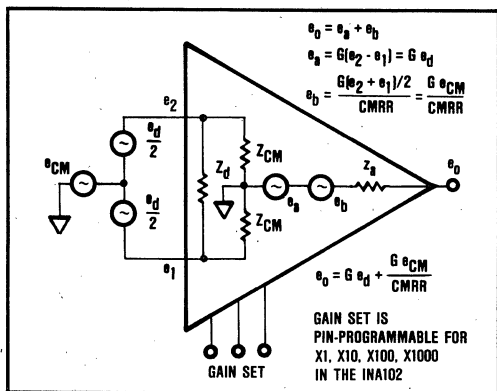 e₀ = eₐ + e_b
eₐ = G(e₂ - e₁) = G e_d
e_b = G(e₂ + e₁)/2 / CMRR = G e_CM / CMRR
e₂
e_d/2
e_CM
Z_d
Z_CM
z_a
e₀
eₐ
e_b
e_d/2
Z_CM
e₁
e₀ = G e_d + G e_CM / CMRR
GAIN SET IS
PIN-PROGRAMMABLE FOR
X1, X10, X100, X1000
IN THE INA102
GAIN SET